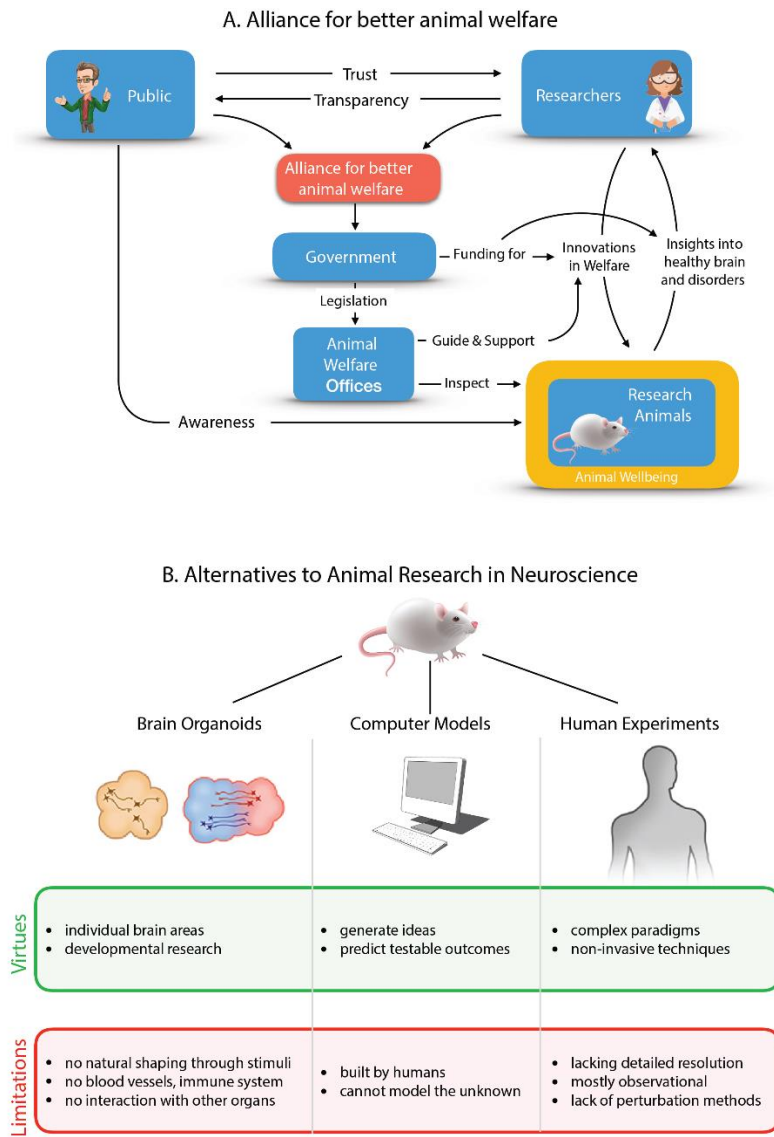 A. Alliance for better animal welfare
Public
Trust
Transparency
Researchers
Alliance for better
animal welfare
Government
Funding for
Innovations
in Welfare
Insights into
healthy brain
and disorders
Legislation
Animal
Welfare
Offices
Guide & Support
Inspect
Research
Animals
Awareness
Animal Wellbeing
B. Alternatives to Animal Research in Neuroscience
Brain Organoids
Computer Models
Human Experiments
Virtues
• individual brain areas
• developmental research
• generate ideas
• predict testable outcomes
• complex paradigms
• non-invasive techniques
Limitations
• no natural shaping through stimuli
• no blood vessels, immune system
• no interaction with other organs
• built by humans
• cannot model the unknown
• lacking detailed resolution
• mostly observational
• lack of perturbation methods